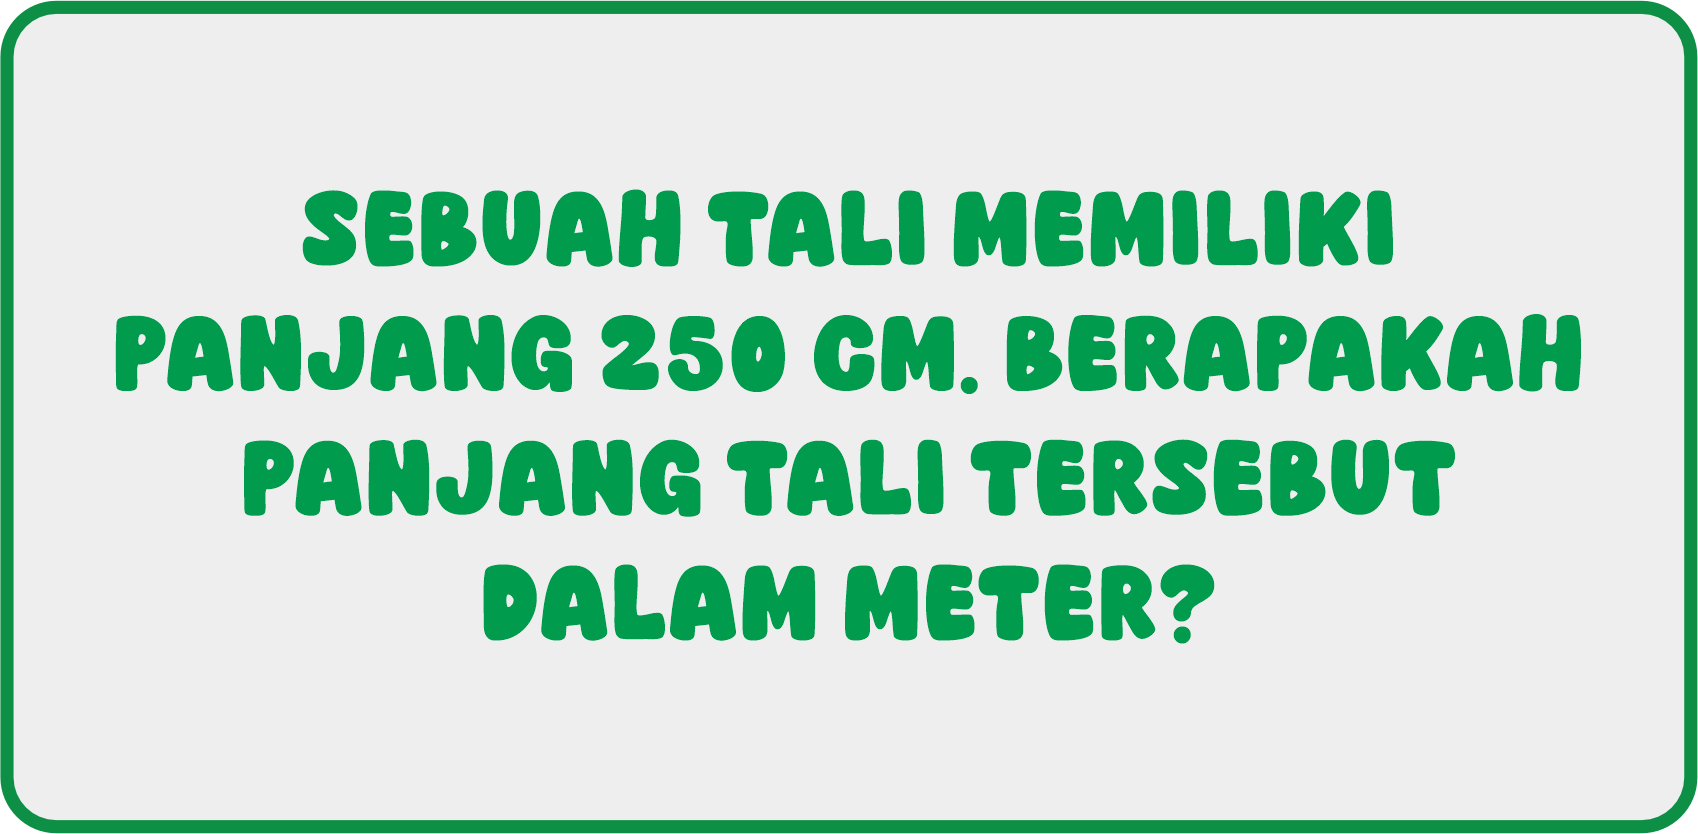 SEBUAH TALI MEMILIKI
PANJANG 250 CM. BERAPAKAH
PANJANG TALI TERSEBUT
DALAM METER?